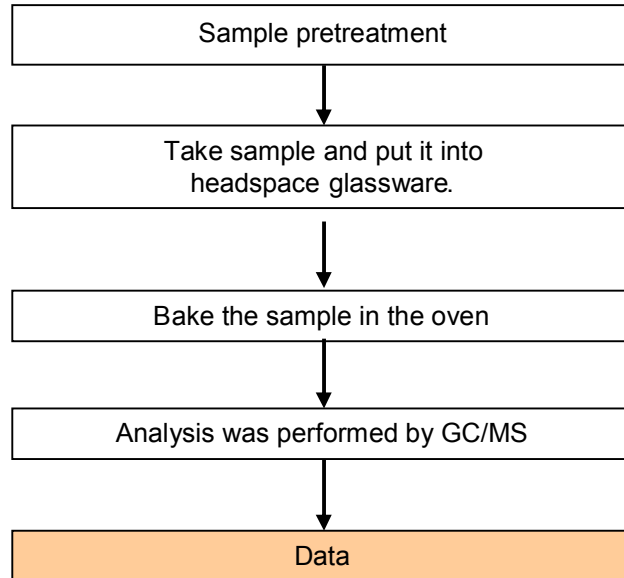 Sample pretreatment
Take sample and put it into
headspace glassware.
Bake the sample in the oven
Analysis was performed by GC/MS
Data